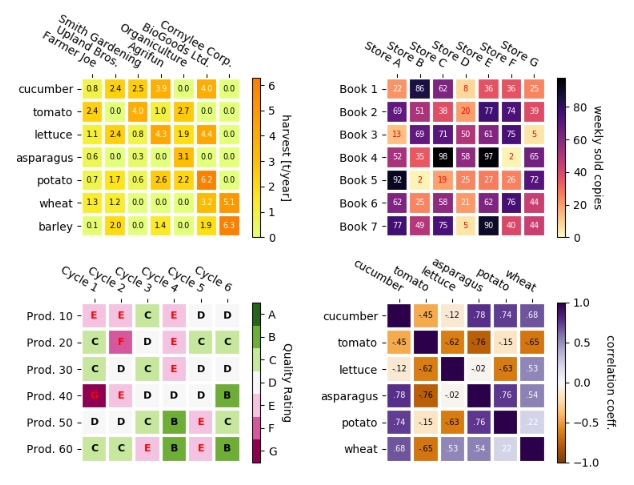 Farmer Joe
Upland Bros.
Smith Gardening
Agrifun
Organiculture
BioGoods Ltd.
Cornylee Corp.
cucumber 0.8 2.4 2.5 3.9 0.0 4.0 0.0
tomato 2.4 0.0 4.0 1.0 2.7 0.0 0.0
lettuce 1.1 2.4 0.8 4.3 1.9 4.4 0.0
asparagus 0.6 0.0 0.3 0.0 3.1 0.0 0.0
potato 0.7 1.7 0.6 2.6 2.2 6.2 0.0
wheat 1.3 1.2 0.0 0.0 0.0 3.2 5.1
barley 0.1 2.0 0.0 1.4 0.0 1.9 6.3
6
5
4
3
2
1
0
harvest [t/year]
Store A
Store B
Store C
Store D
Store E
Store F
Store G
Book 1 22 86 62 8 36 36 25
Book 2 69 51 38 20 77 74 39
Book 3 13 69 71 50 61 75 5
Book 4 52 35 98 58 97 2 65
Book 5 92 2 19 25 27 26 72
Book 6 62 25 58 21 62 76 44
Book 7 77 49 75 5 90 40 44
80
60
40
20
0
weekly sold copies
Cycle 1
Cycle 2
Cycle 3
Cycle 4
Cycle 5
Cycle 6
Prod. 10 E E C E D D
Prod. 20 C F D E C C
Prod. 30 C D C E D D
Prod. 40 G E D D D B
Prod. 50 D D C B E C
Prod. 60 C C E B E B
A
B
C
D
E
F
G
Quality Rating
cucumber
tomato
lettuce
asparagus
potato
wheat
cucumber -.45 -.12 .78 .74 .68
tomato -.45 -.62 -.76 -.15 -.65
lettuce -.12 -.62 -.02 -.63 .53
asparagus .78 -.76 -.02 .76 .54
potato .74 -.15 -.63 .76 .22
wheat .68 -.65 .53 .54 .22
1.0
0.5
0.0
−0.5
−1.0
correlation coeff.